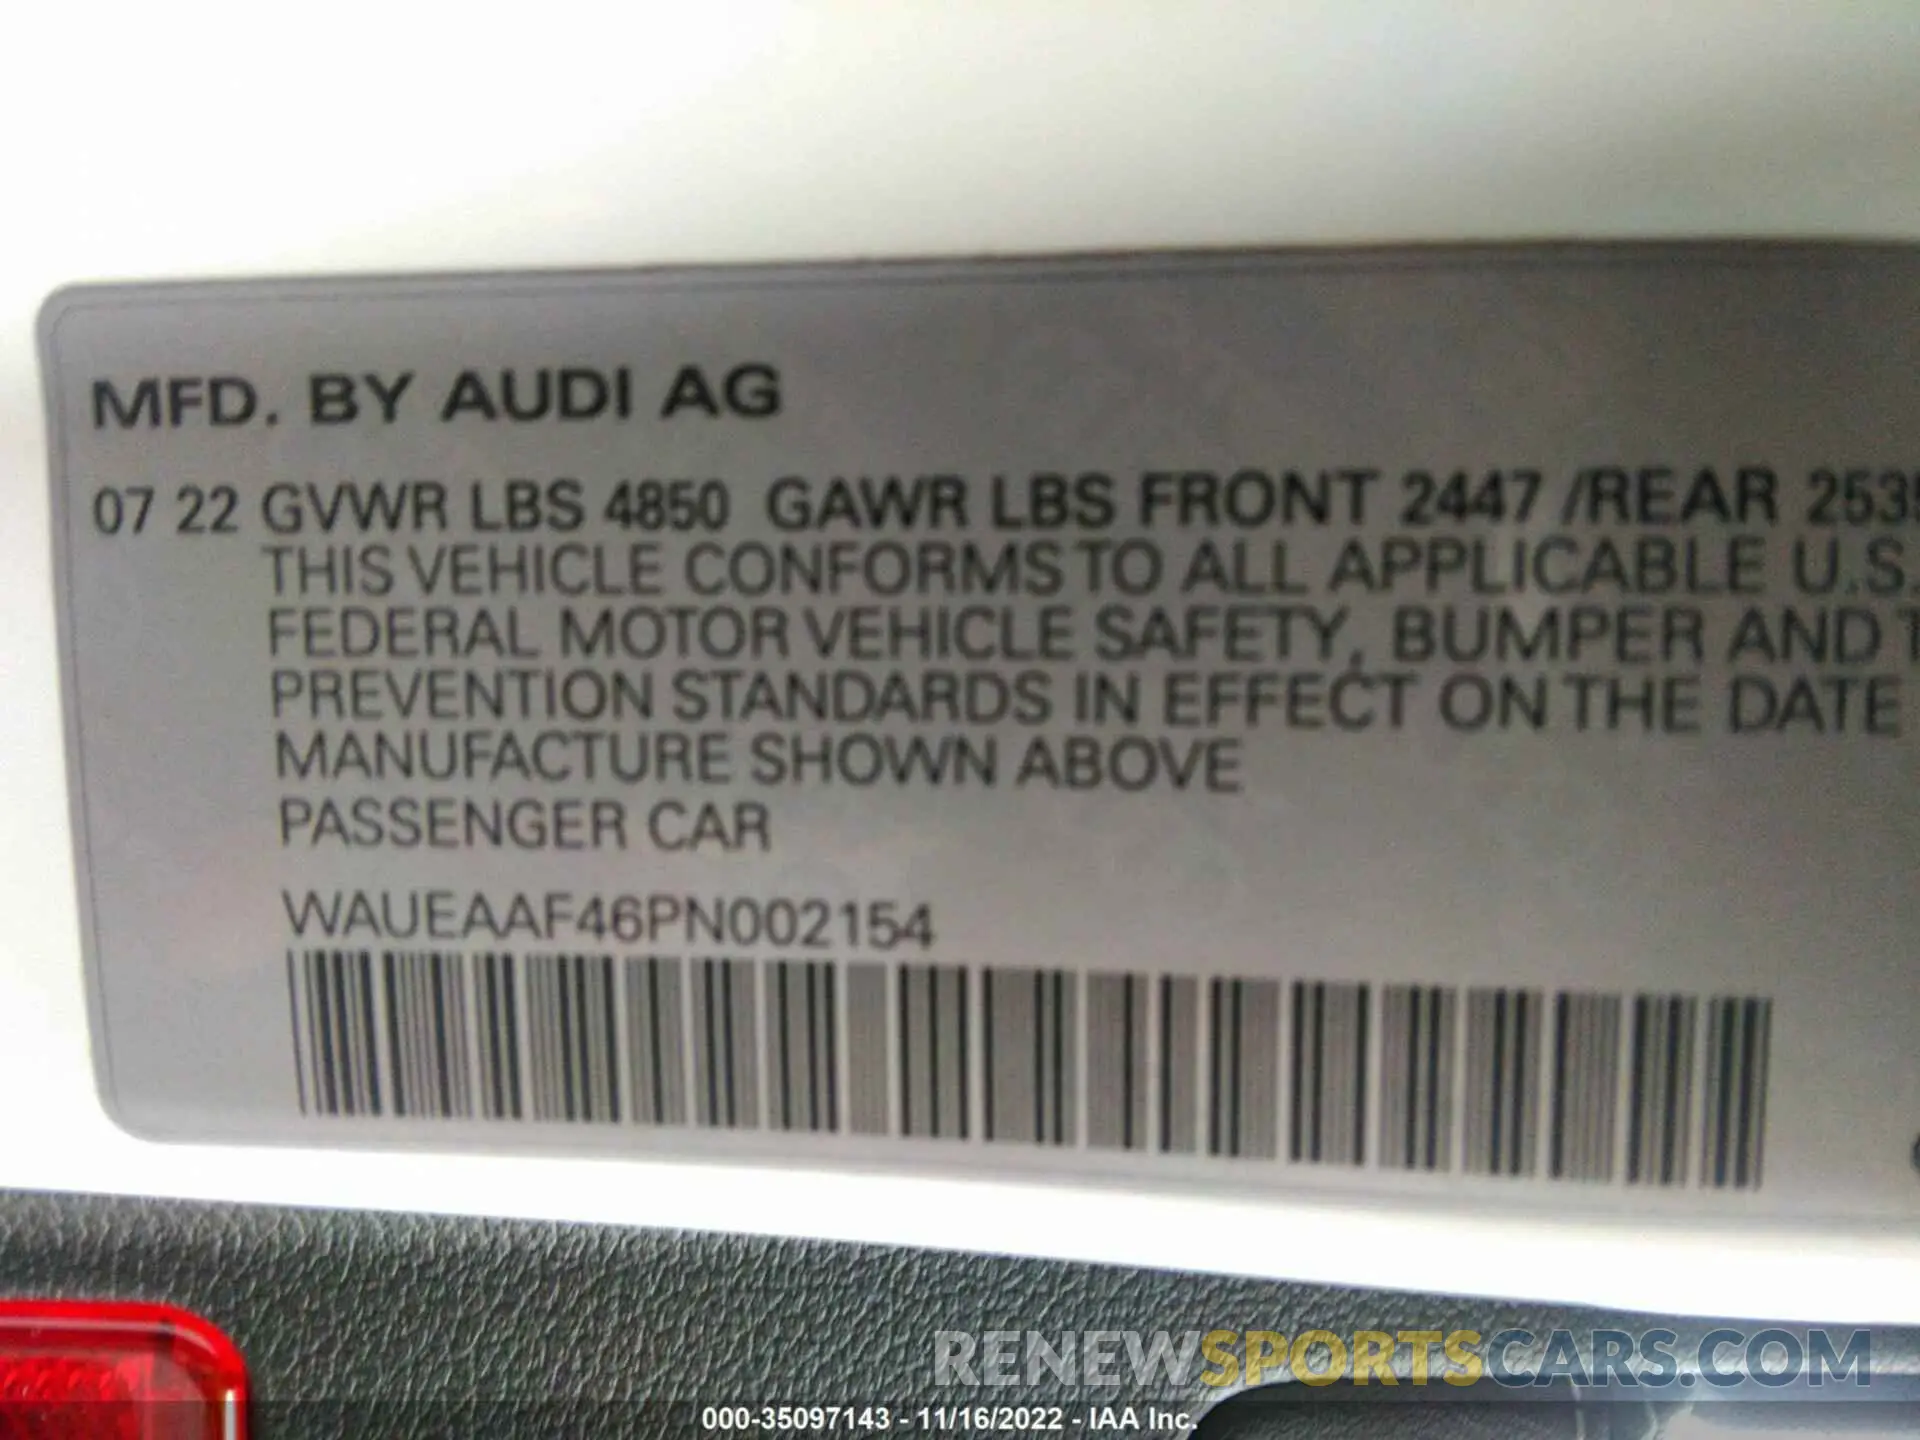 MFD. BY AUDI AG
07 22 GVWR LBS 4850 GAWR LBS FRONT 2447 /REAR 2535
THIS VEHICLE CONFORMS TO ALL APPLICABLE U.S.
FEDERAL MOTOR VEHICLE SAFETY, BUMPER AND
PREVENTION STANDARDS IN EFFECT ON THE DATE
MANUFACTURE SHOWN ABOVE
PASSENGER CAR
WAUEAAF46PN002154
RENEWSPORTSCARS.COM
000-35097143 - 11/16/2022 - IAA Inc.